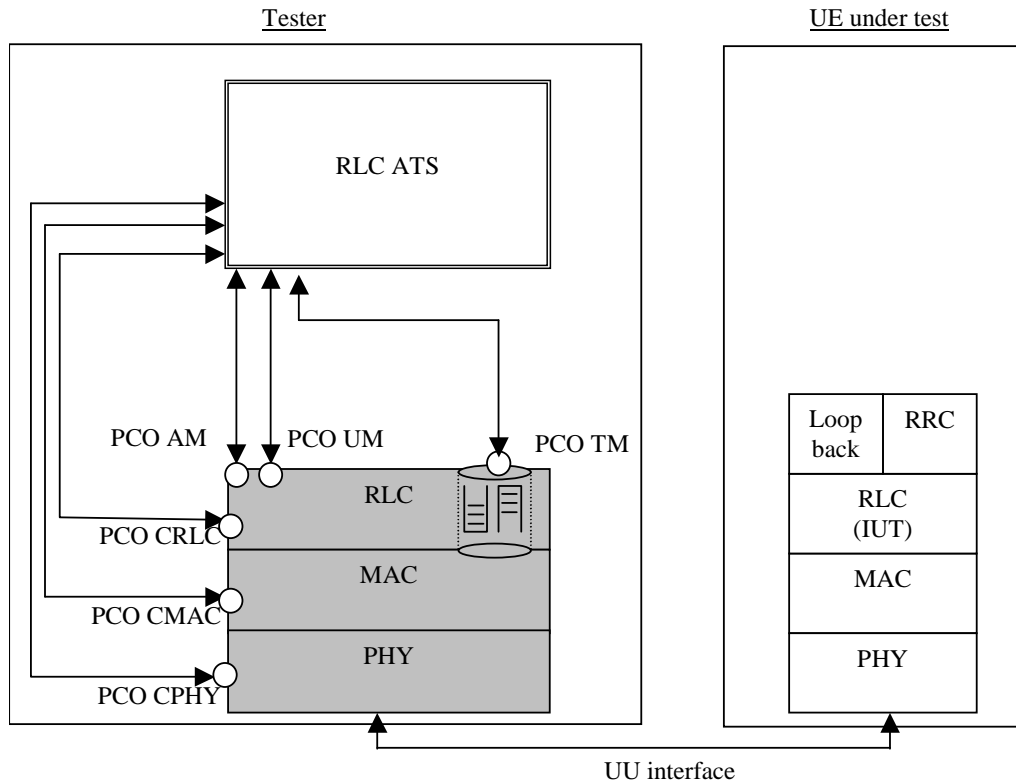 Tester
UE under test
RLC ATS
PCO AM
PCO UM
PCO TM
Loop
back
RRC
RLC
RLC
(IUT)
PCO CRLC
MAC
MAC
PCO CMAC
PHY
PHY
PCO CPHY
UU interface